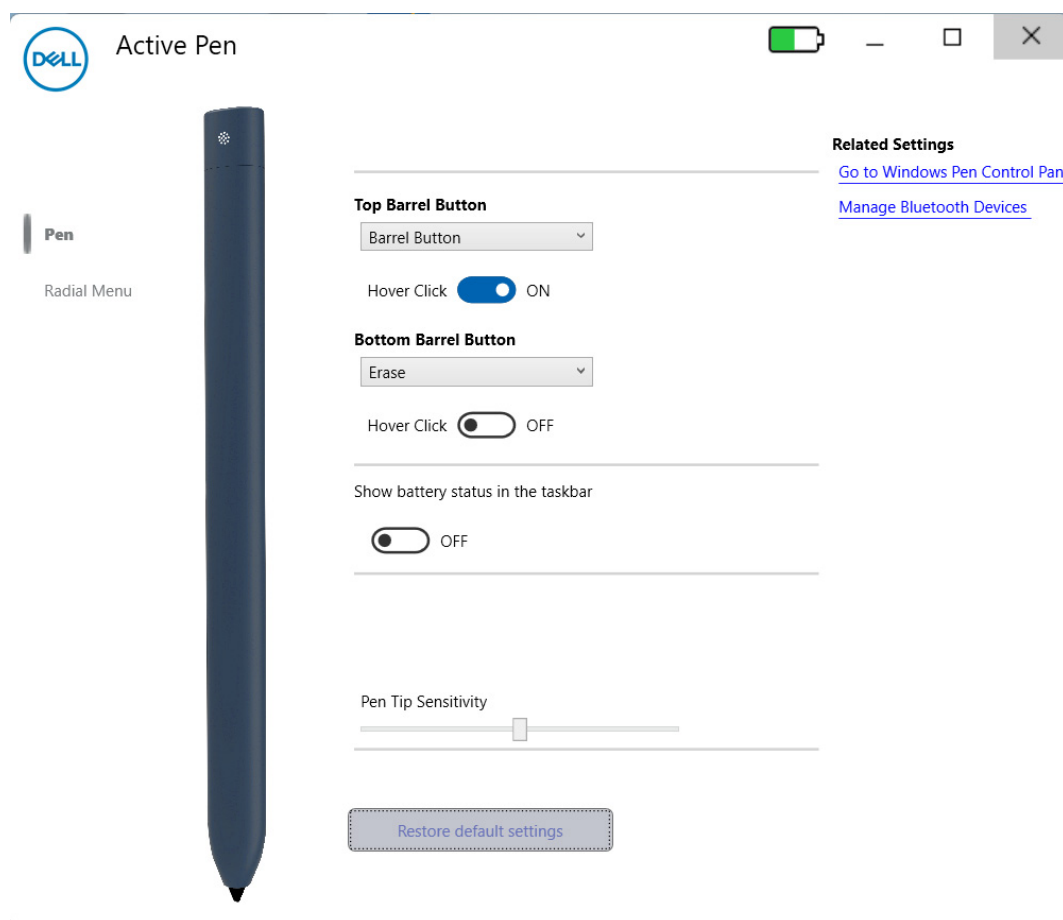 DELL
Active Pen
Related Settings
Go to Windows Pen Control Pan
Manage Bluetooth Devices
Pen
Radial Menu
Top Barrel Button
Barrel Button
Hover Click ON
Bottom Barrel Button
Erase
Hover Click OFF
Show battery status in the taskbar
OFF
Pen Tip Sensitivity
Restore default settings